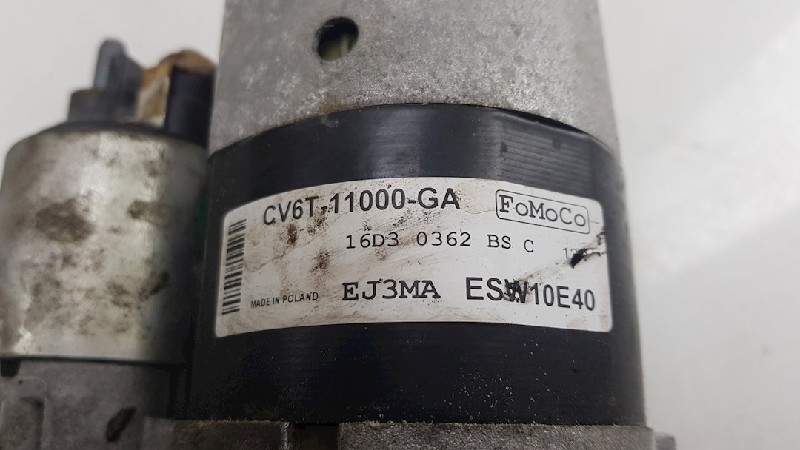 CV6T-11000-GA FoMoCo
16D3 0362 BS C
MADE IN POLAND EJ3MA ESW10E40